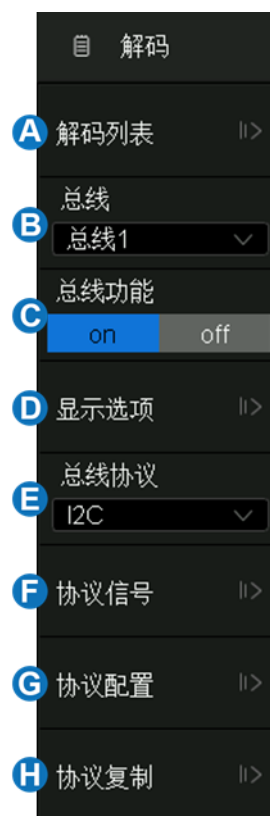 解码
A 解码列表
总线
B 总线1
总线功能
C on off
D 显示选项
总线协议
E I2C
F 协议信号
G 协议配置
H 协议复制